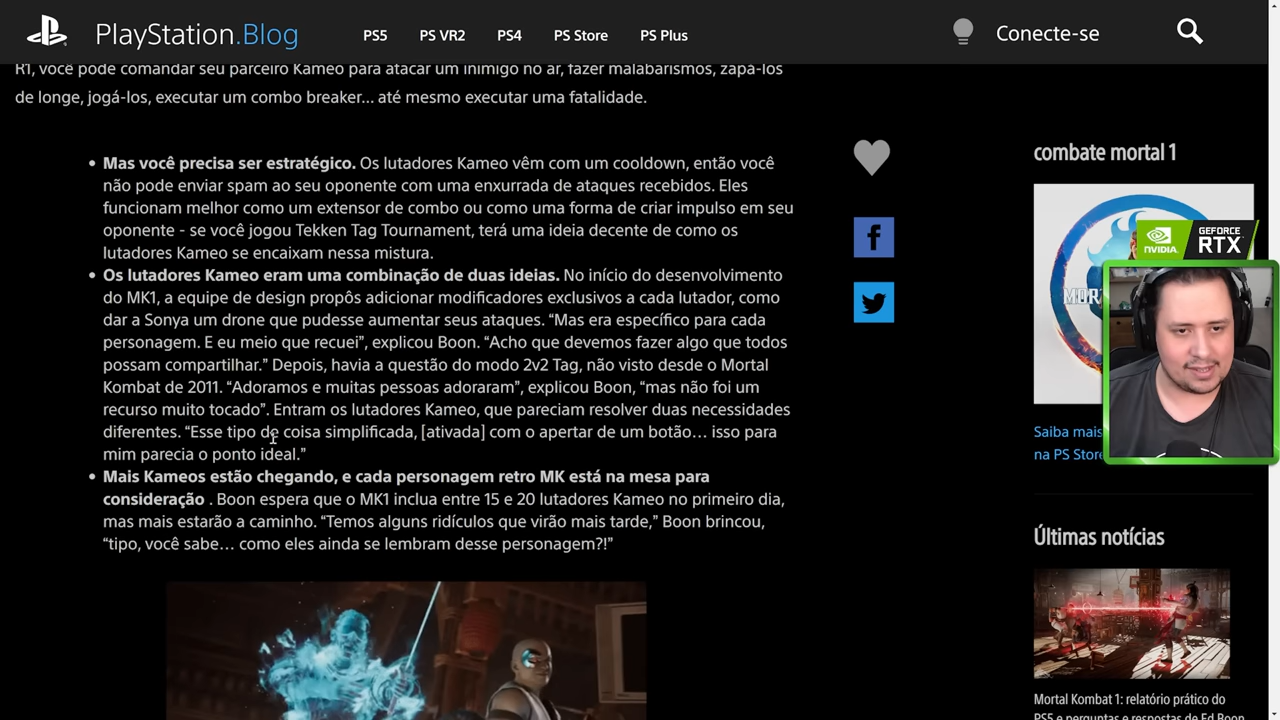 PlayStation.Blog
PS5
PS VR2
PS4
PS Store
PS Plus
Conecte-se
R1, você pode comandar seu parceiro Kameo para atacar um inimigo no ar, fazer malabarismos, zapá-los
de longe, jogá-los, executar um combo breaker... até mesmo executar uma fatalidade.
• Mas você precisa ser estratégico. Os lutadores Kameo vêm com um cooldown, então você
não pode enviar spam ao seu oponente com uma enxurrada de ataques recebidos. Eles
funcionam melhor como um extensor de combo ou como uma forma de criar impulso em seu
oponente - se você jogou Tekken Tag Tournament, terá uma ideia decente de como os
lutadores Kameo se encaixam nessa mistura.
• Os lutadores Kameo eram uma combinação de duas ideias. No início do desenvolvimento
do MK1, a equipe de design propôs adicionar modificadores exclusivos a cada lutador, como
dar a Sonya um drone que pudesse aumentar seus ataques. “Mas era específico para cada
personagem. E eu meio que recuei”, explicou Boon. “Acho que devemos fazer algo que todos
possam compartilhar.” Depois, havia a questão do modo 2v2 Tag, não visto desde o Mortal
Kombat de 2011. “Adoramos e muitas pessoas adoraram”, explicou Boon, “mas não foi um
recurso muito tocado”. Entram os lutadores Kameo, que pareciam resolver duas necessidades
diferentes. “Esse tipo de coisa simplificada, [ativada] com o apertar de um botão… isso para
mim parecia o ponto ideal.”
• Mais Kameos estão chegando, e cada personagem retro MK está na mesa para
consideração . Boon espera que o MK1 inclua entre 15 e 20 lutadores Kameo no primeiro dia,
mas mais estarão a caminho. “Temos alguns ridículos que virão mais tarde,” Boon brincou,
“tipo, você sabe… como eles ainda se lembram desse personagem?!”
combate mortal 1
NVIDIA
GEFORCE
RTX
MOR
Saiba mais
na PS Store
Últimas notícias
Mortal Kombat 1: relatório prático do
PS5 e perguntas e respostas de Ed Boon